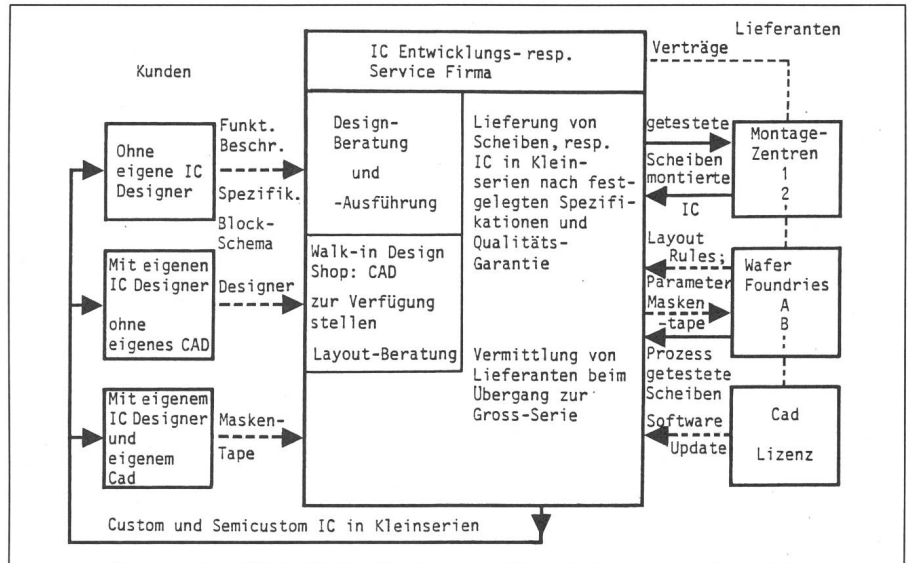 Lieferanten
Kunden
IC Entwicklungs-resp.
Service Firma
Verträge
Ohne
eigene IC
Designer
Funkt.
Beschr.
Spezifik.
Block-
Schema
Mit eigenen
IC Designer
ohne
eigenes CAD
Designer
Mit eigenem
IC Designer
und
eigenem
Cad
Masken-
Tape
Design-
Beratung
und
-Ausführung
Walk-in Design
Shop: CAD
zur Verfügung
stellen
Layout-Beratung
Lieferung von
Scheiben, resp.
IC in Klein-
serien nach fest-
gelegten Spezifi-
kationen und
Qualitäts-
Garantie
Vermittlung von
Lieferanten beim
Übergang zur
Gross-Serie
getestete
Scheiben
montierte
IC
Montage-
Zentren
1
2
Layout
Rules;
Parameter
Masken
-tape
Prozess
getestete
Scheiben
Wafer
Foundries
A
B
Software
Update
Cad
Lizenz
Custom und Semicustom IC in Kleinserien